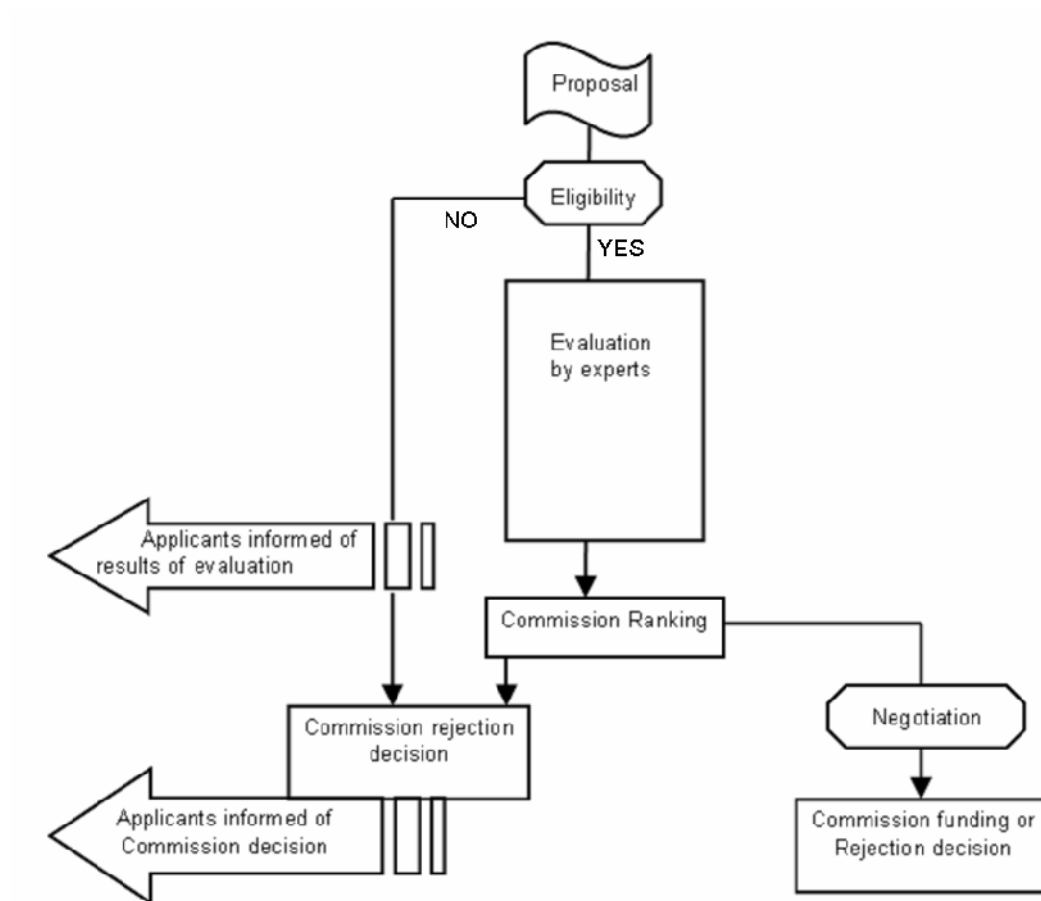 Proposal
Eligibility
NO
YES
Evaluation
by experts
Applicants informed of
results of evaluation
Commission Ranking
Negotiation
Commission rejection
decision
Commission funding or
Rejection decision
Applicants informed of
Commission decision